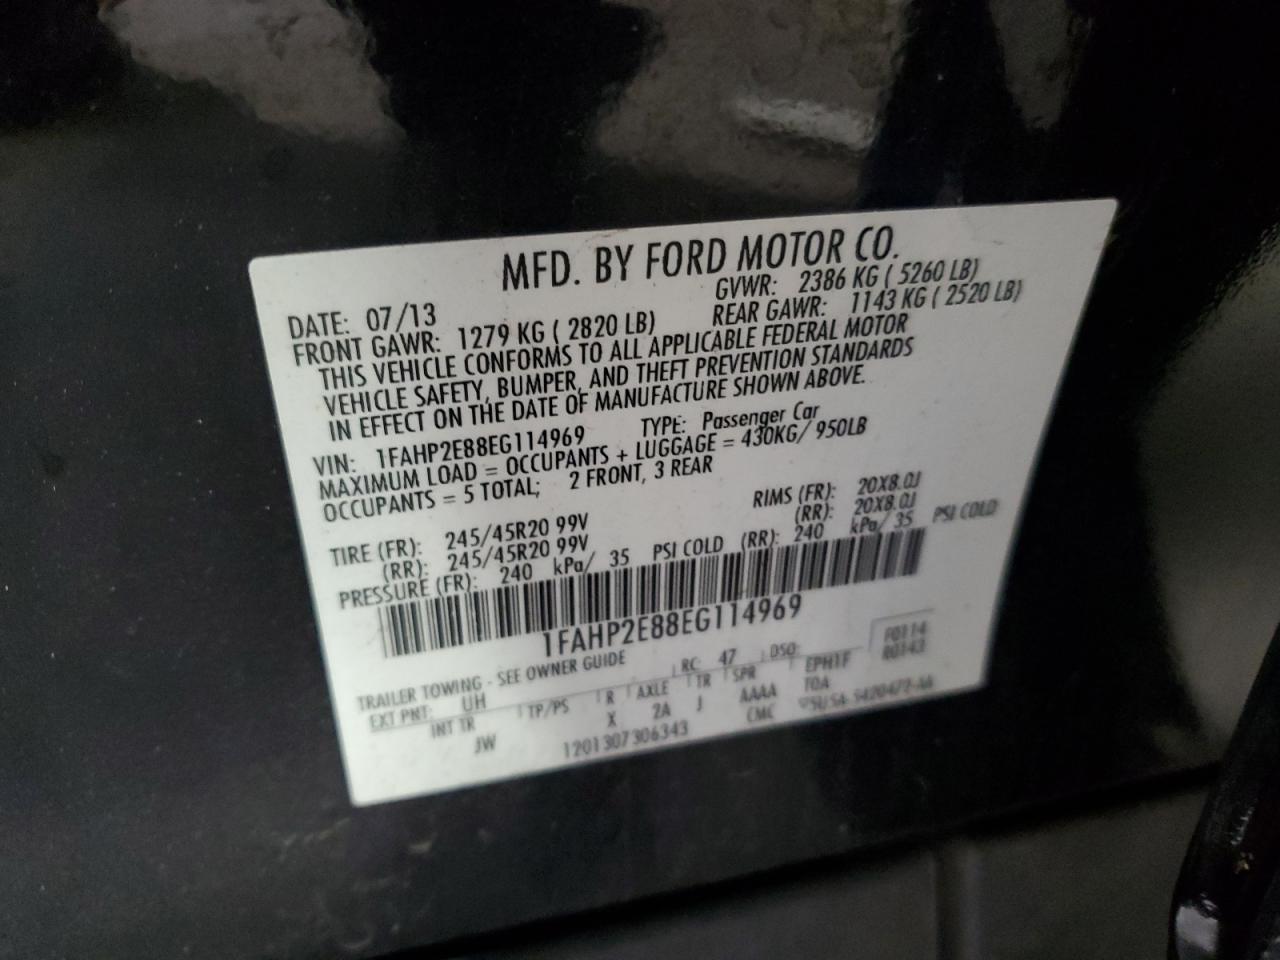 MFD. BY FORD MOTOR CO.
DATE: 07/13 GVWR: 2386 KG ( 5260 LB)
FRONT GAWR: 1279 KG ( 2820 LB) REAR GAWR: 1143 KG ( 2520 LB)
THIS VEHICLE CONFORMS TO ALL APPLICABLE FEDERAL MOTOR
VEHICLE SAFETY, BUMPER, AND THEFT PREVENTION STANDARDS
IN EFFECT ON THE DATE OF MANUFACTURE SHOWN ABOVE.
VIN: 1FAHP2E88EG114969 TYPE: Passenger Car
MAXIMUM LOAD = OCCUPANTS + LUGGAGE = 430KG/ 950LB
OCCUPANTS = 5 TOTAL; 2 FRONT, 3 REAR
TIRE (FR): 245/45R20 99V RIMS (FR): 20X8.0J
(RR): 245/45R20 99V (RR): 20X8.0J
PRESSURE (FR): 240 kPa/ 35 PSI COLD (RR): 240 kPa/ 35 PSI COLD
1FAHP2E88EG114969
TRAILER TOWING - SEE OWNER GUIDE
EXT PNT: UH RC: 47 DSO:
INT TR TP/PS R AXLE TR SPR EPH1F
JW X 2A J AAAA TOA
1201307306343 CMC